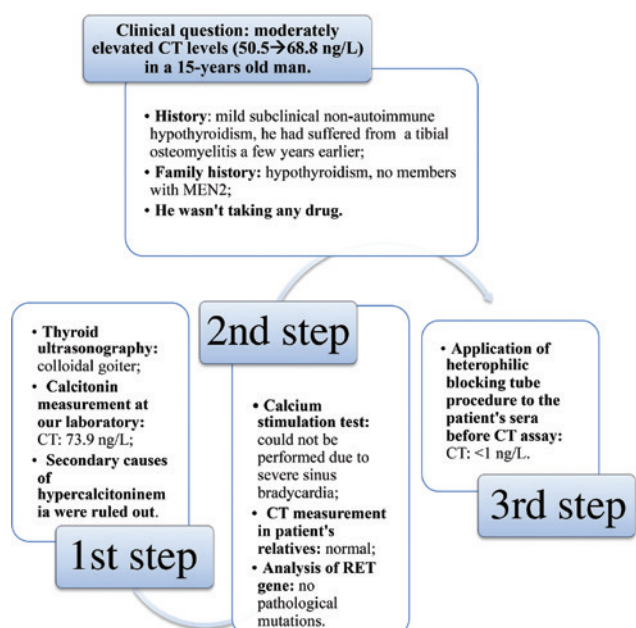 Clinical question: moderately
elevated CT levels (50.5→68.8 ng/L)
in a 15-years old man.
• History: mild subclinical non-autoimmune
hypothyroidism, he had suffered from a tibial
osteomyelitis a few years earlier;
• Family history: hypothyroidism, no members
with MEN2;
• He wasn't taking any drug.
• Thyroid
ultrasonography:
colloidal goiter;
• Calcitonin
measurement at
our laboratory:
CT: 73.9 ng/L;
• Secondary causes
of
hypercalcitoninem
ia were ruled out.
1st step
2nd step
• Calcium
stimulation test:
could not be
performed due to
severe sinus
bradycardia;
• CT measurement
in patient's
relatives: normal;
• Analysis of RET
gene: no
pathological
mutations.
• Application of
heterophilic
blocking tube
procedure to the
patient's sera
before CT assay:
CT: <1 ng/L.
3rd step